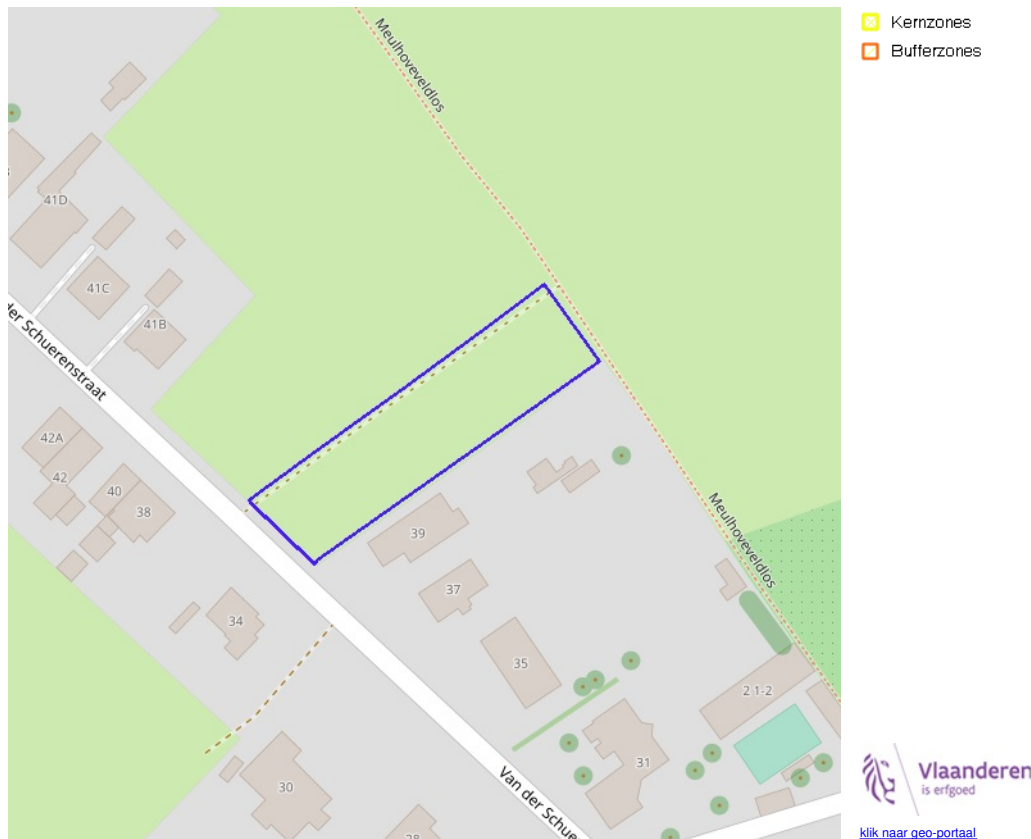 Kernzones
Bufferzones
Meulhoveveldlos
41D
41C
41B
der Schuerenstraat
42A
42
40
38
39
37
34
35
Meulhoveveldlos
2 1-2
31
30
Van der Schue
Vlaanderen
is erfgoed
klik naar geo-portaal